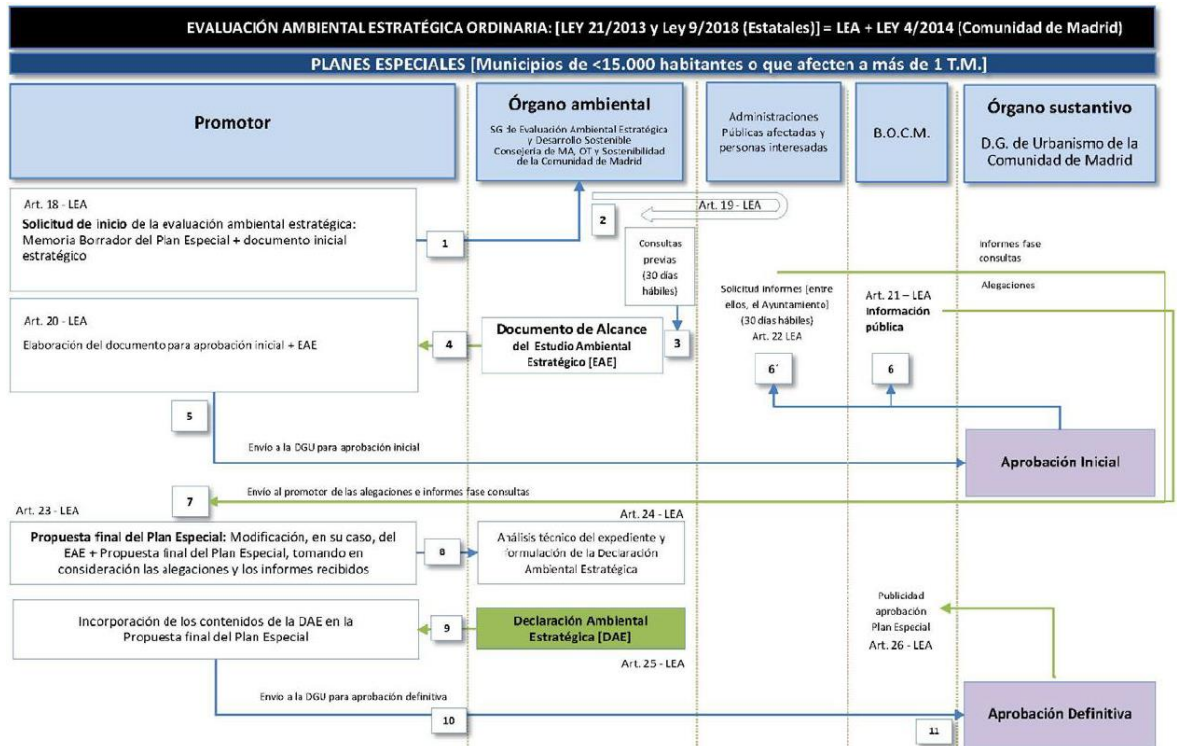 EVALUACIÓN AMBIENTAL ESTRATÉGICA ORDINARIA: [LEY 21/2013 y Ley 9/2018 (Estatales)] = LEA + LEY 4/2014 (Comunidad de Madrid)
PLANES ESPECIALES [Municipios de <15.000 habitantes o que afecten a más de 1 T.M.]
Promotor
Órgano ambiental
SG de Evaluación Ambiental Estratégica
y Desarrollo Sostenible
Consejería de MA, OT y Sostenibilidad
de la Comunidad de Madrid
Administraciones
Públicas afectadas y
personas interesadas
B.O.C.M.
Órgano sustantivo
D.G. de Urbanismo de la
Comunidad de Madrid
Art. 18 - LEA
Solicitud de inicio de la evaluación ambiental estratégica:
Memoria Borrador del Plan Especial + documento inicial
estratégico
1
2
Art. 19 - LEA
Consultas
previas
(30 días
hábiles)
Informes fase
consultas
Alegaciones
Solicitud informes [entre
ellos, el Ayuntamiento]
(30 días hábiles)
Art. 22 LEA
Art. 21 – LEA
Información
pública
Art. 20 - LEA
Elaboración del documento para aprobación inicial + EAE
4
Documento de Alcance
del Estudio Ambiental
Estratégico [EAE]
3
6´
6
5
Envío a la DGU para aprobación inicial
Aprobación Inicial
7
Envío al promotor de las alegaciones e informes fase consultas
Art. 23 - LEA
Art. 24 - LEA
Propuesta final del Plan Especial: Modificación, en su caso, del
EAE + Propuesta final del Plan Especial, tomando en
consideración las alegaciones y los informes recibidos
8
Análisis técnico del expediente y
formulación de la Declaración
Ambiental Estratégica
Publicidad
aprobación
Plan Especial
Art. 26 - LEA
Incorporación de los contenidos de la DAE en la
Propuesta final del Plan Especial
9
Declaración Ambiental
Estratégica [DAE]
Art. 25 - LEA
Envío a la DGU para aprobación definitiva
10
11
Aprobación Definitiva